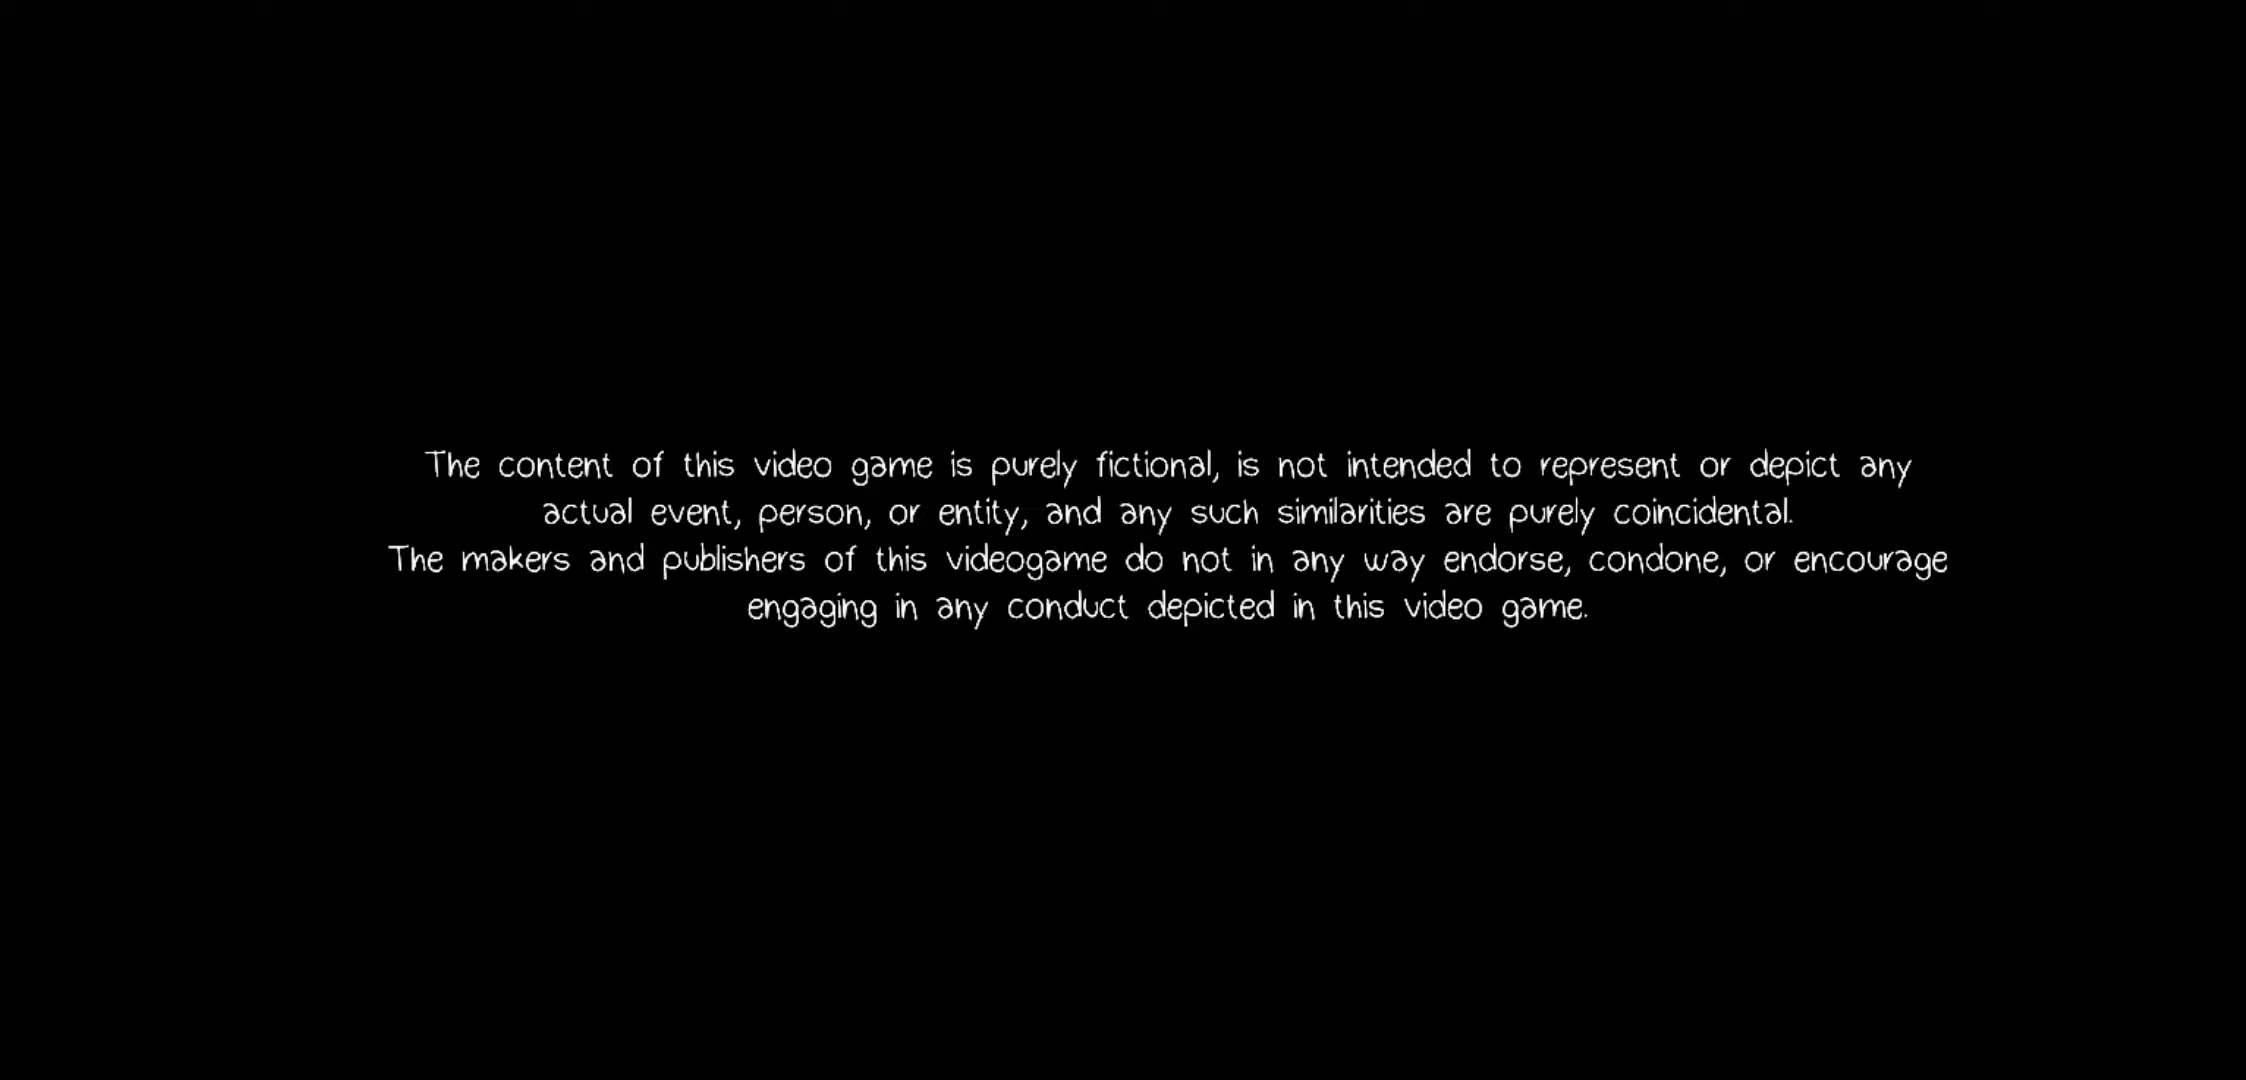 The content of this video game is purely fictional, is not intended to represent or depict any
actual event, person, or entity, and any such similarities are purely coincidental.
The makers and publishers of this videogame do not in any way endorse, condone, or encourage
engaging in any conduct depicted in this video game.